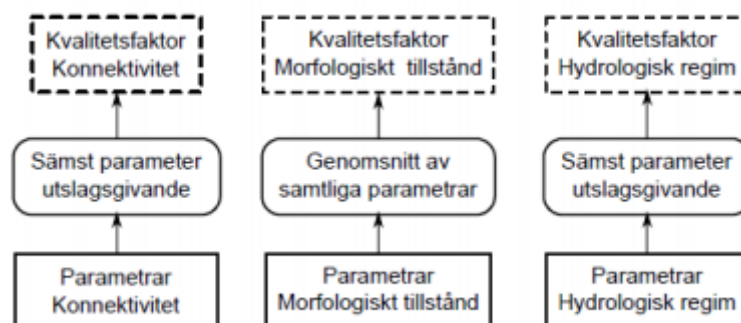 Kvalitetsfaktor
Konnektivitet
Kvalitetsfaktor
Morfologiskt tillstånd
Kvalitetsfaktor
Hydrologisk regim
Sämst parameter
utslagsgivande
Genomsnitt av
samtliga parametrar
Sämst parameter
utslagsgivande
Parametrar
Konnektivitet
Parametrar
Morfologiskt tillstånd
Parametrar
Hydrologisk regim